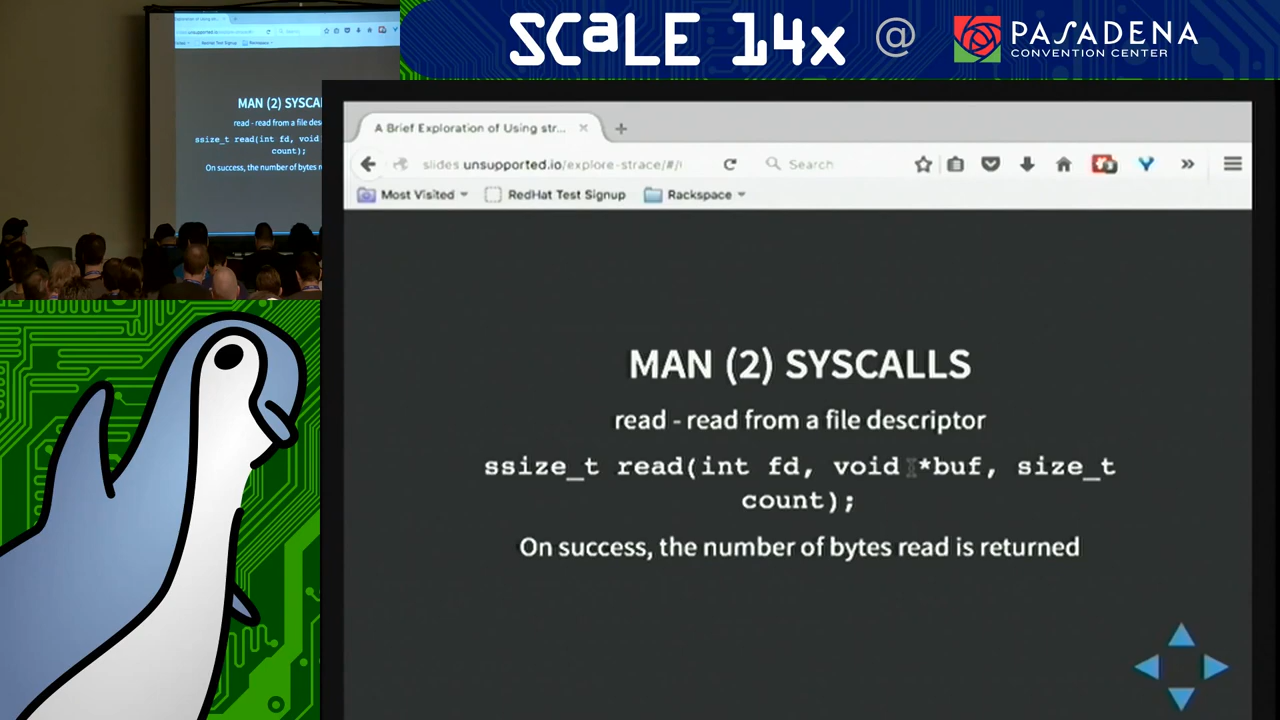 SCaLE 14x @ PASADENA
CONVENTION CENTER
MAN (2) SYSCA
read - read from a file des
ssize_t read(int fd, void
count);
On success, the number of bytes r
A Brief Exploration of Using str...
slides.unsupported.io/explore-strace/#/
Search
Most Visited
RedHat Test Signup
Rackspace
MAN (2) SYSCALLS
read - read from a file descriptor
ssize_t read(int fd, void *buf, size_t
count);
On success, the number of bytes read is returned